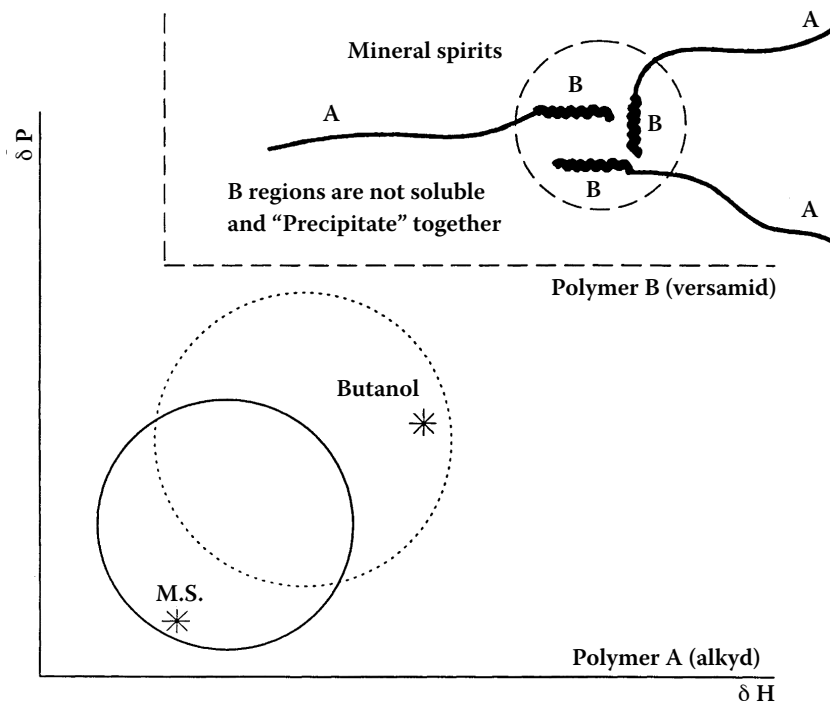 A
Mineral spirits
B
A
B
B
A
B regions are not soluble
and “Precipitate” together
δ P
Polymer B (versamid)
Butanol
M.S.
Polymer A (alkyd)
δ H